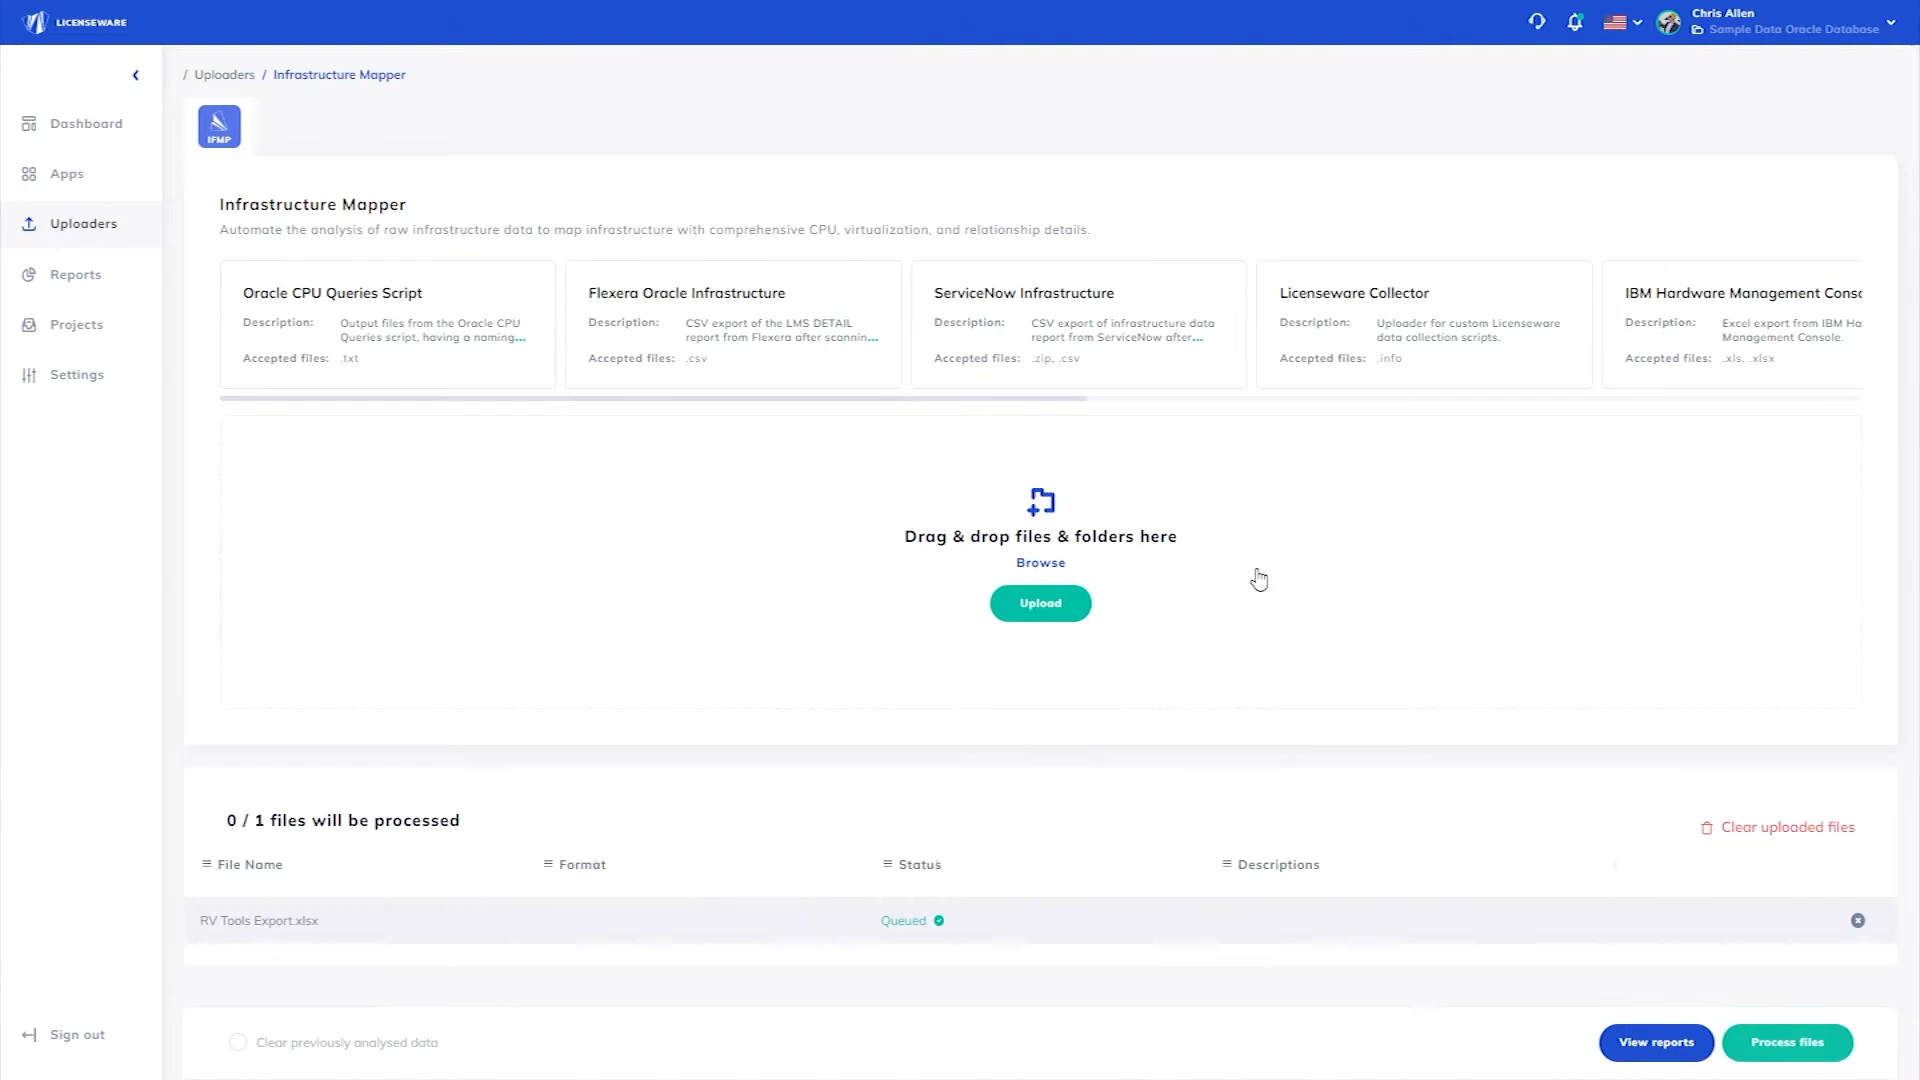 LICENSEWARE
Chris Allen
Sample Data Oracle Database
/ Uploaders / Infrastructure Mapper
Dashboard
Apps
Uploaders
Reports
Projects
Settings
Sign out
IFMP
Infrastructure Mapper
Automate the analysis of raw infrastructure data to map infrastructure with comprehensive CPU, virtualization, and relationship details.
Oracle CPU Queries Script
Description: Output files from the Oracle CPU
Queries script, having a naming...
Accepted files: .txt
Flexera Oracle Infrastructure
Description: CSV export of the LMS DETAIL
report from Flexera after scannin...
Accepted files: .csv
ServiceNow Infrastructure
Description: CSV export of infrastructure data
report from ServiceNow after...
Accepted files: .zip, .csv
Licenseware Collector
Description: Uploader for custom Licenseware
data collection scripts.
Accepted files: .info
IBM Hardware Management Conso
Description: Excel export from IBM Ha
Management Console.
Accepted files: .xls, .xlsx
Drag & drop files & folders here
Browse
Upload
0 / 1 files will be processed
Clear uploaded files
File Name Format Status Descriptions
RV Tools Export.xlsx Queued
Clear previously analysed data
View reports
Process files